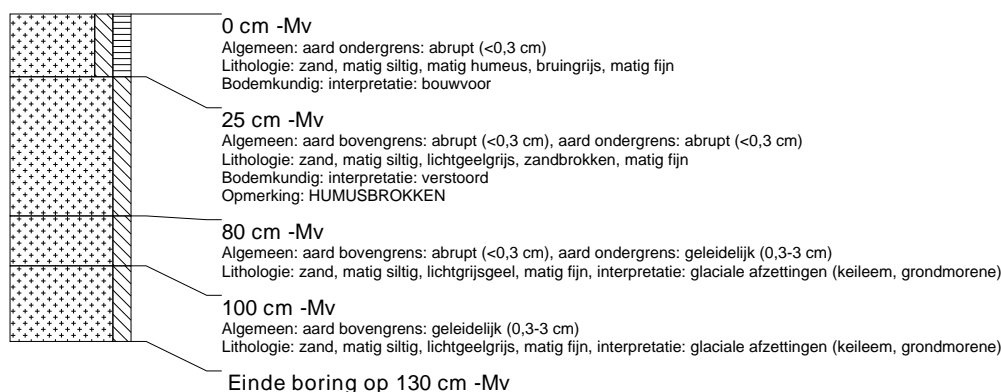 0 cm -Mv
Algemeen: aard ondergrens: abrupt (<0,3 cm)
Lithologie: zand, matig siltig, matig humeus, bruingrijs, matig fijn
Bodemkundig: interpretatie: bouwvoor
25 cm -Mv
Algemeen: aard bovengrens: abrupt (<0,3 cm), aard ondergrens: abrupt (<0,3 cm)
Lithologie: zand, matig siltig, lichtgeelgrijs, zandbrokken, matig fijn
Bodemkundig: interpretatie: verstoord
Opmerking: HUMUSBROKKEN
80 cm -Mv
Algemeen: aard bovengrens: abrupt (<0,3 cm), aard ondergrens: geleidelijk (0,3-3 cm)
Lithologie: zand, matig siltig, lichtgrijsgeel, matig fijn, interpretatie: glaciale afzettingen (keileem, grondmorene)
100 cm -Mv
Algemeen: aard bovengrens: geleidelijk (0,3-3 cm)
Lithologie: zand, matig siltig, lichtgeelgrijs, matig fijn, interpretatie: glaciale afzettingen (keileem, grondmorene)
Einde boring op 130 cm -Mv